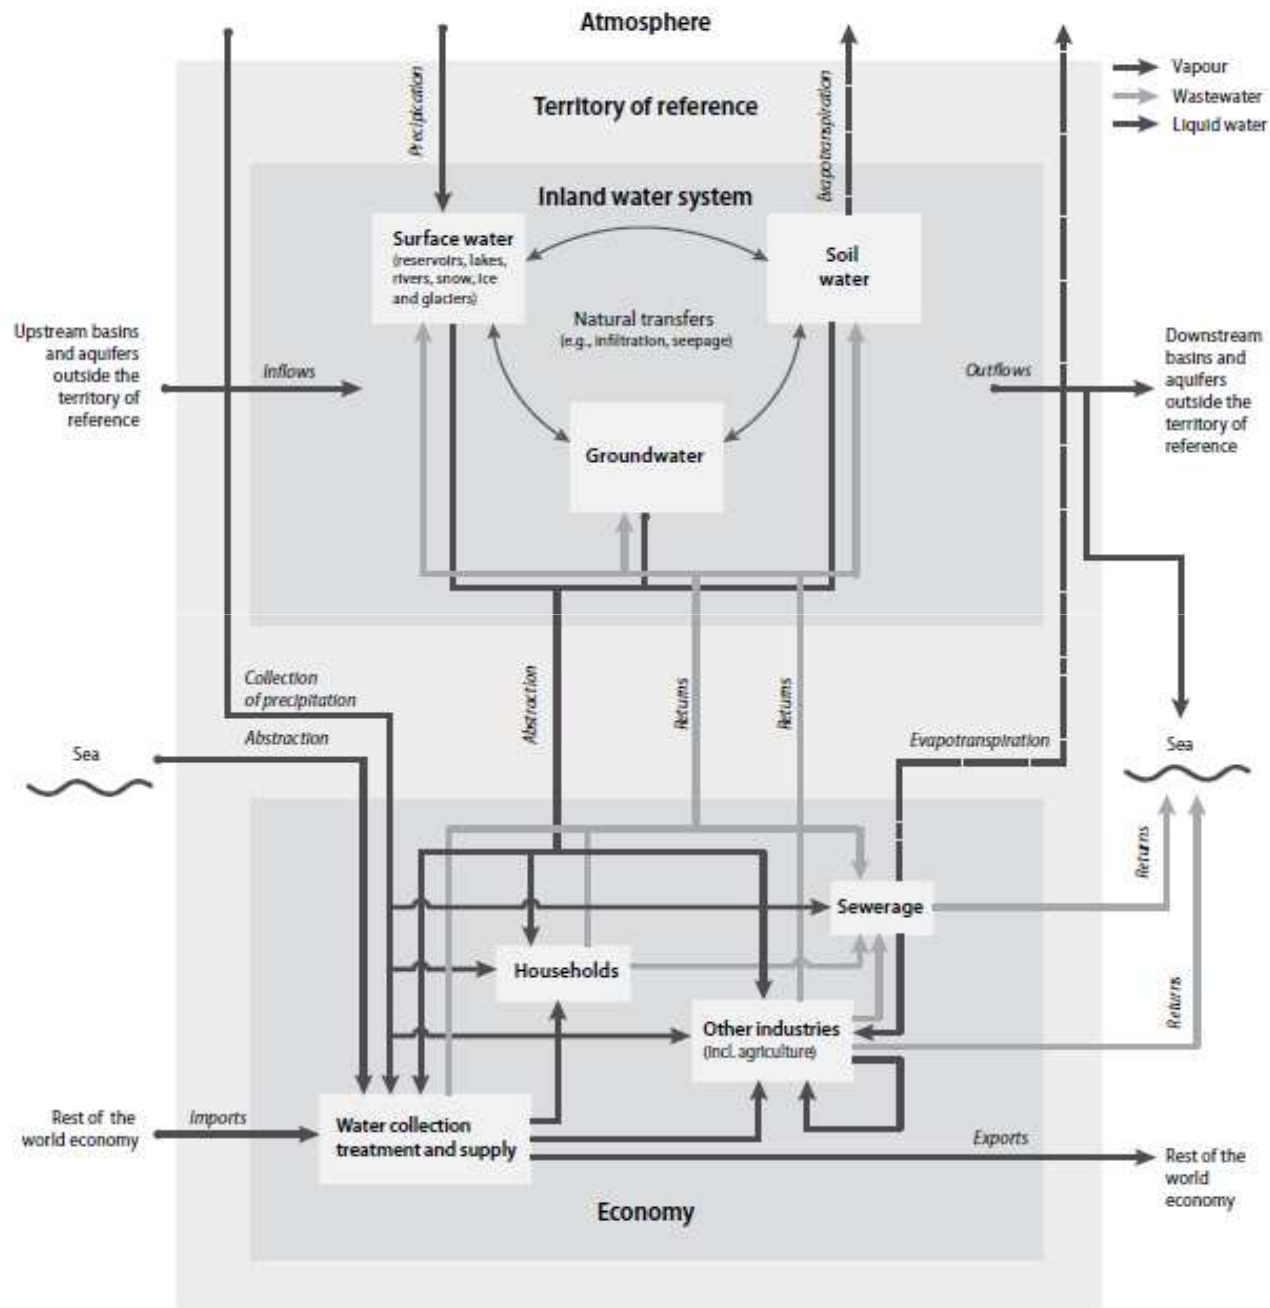 Atmosphere
Vapour
Wastewater
Liquid water
Precipication
Evapotranspiration
Territory of reference
Inland water system
Surface water
(reservoirs, lakes,
rivers, snow, ice
and glaciers)
Soil
water
Natural transfers
(e.g., infiltration, seepage)
Upstream basins
and aquifers
outside the
territory of
reference
Inflows
Outflows
Downstream
basins and
aquifers
outside the
territory of
reference
Groundwater
Collection
of precipitation
Abstraction
Abstraction
Returns
Returns
Evapotranspiration
Sea
Sea
Returns
Returns
Sewerage
Households
Other industries
(incl. agriculture)
Rest of the
world economy
Imports
Water collection
treatment and supply
Exports
Rest of the
world
economy
Economy